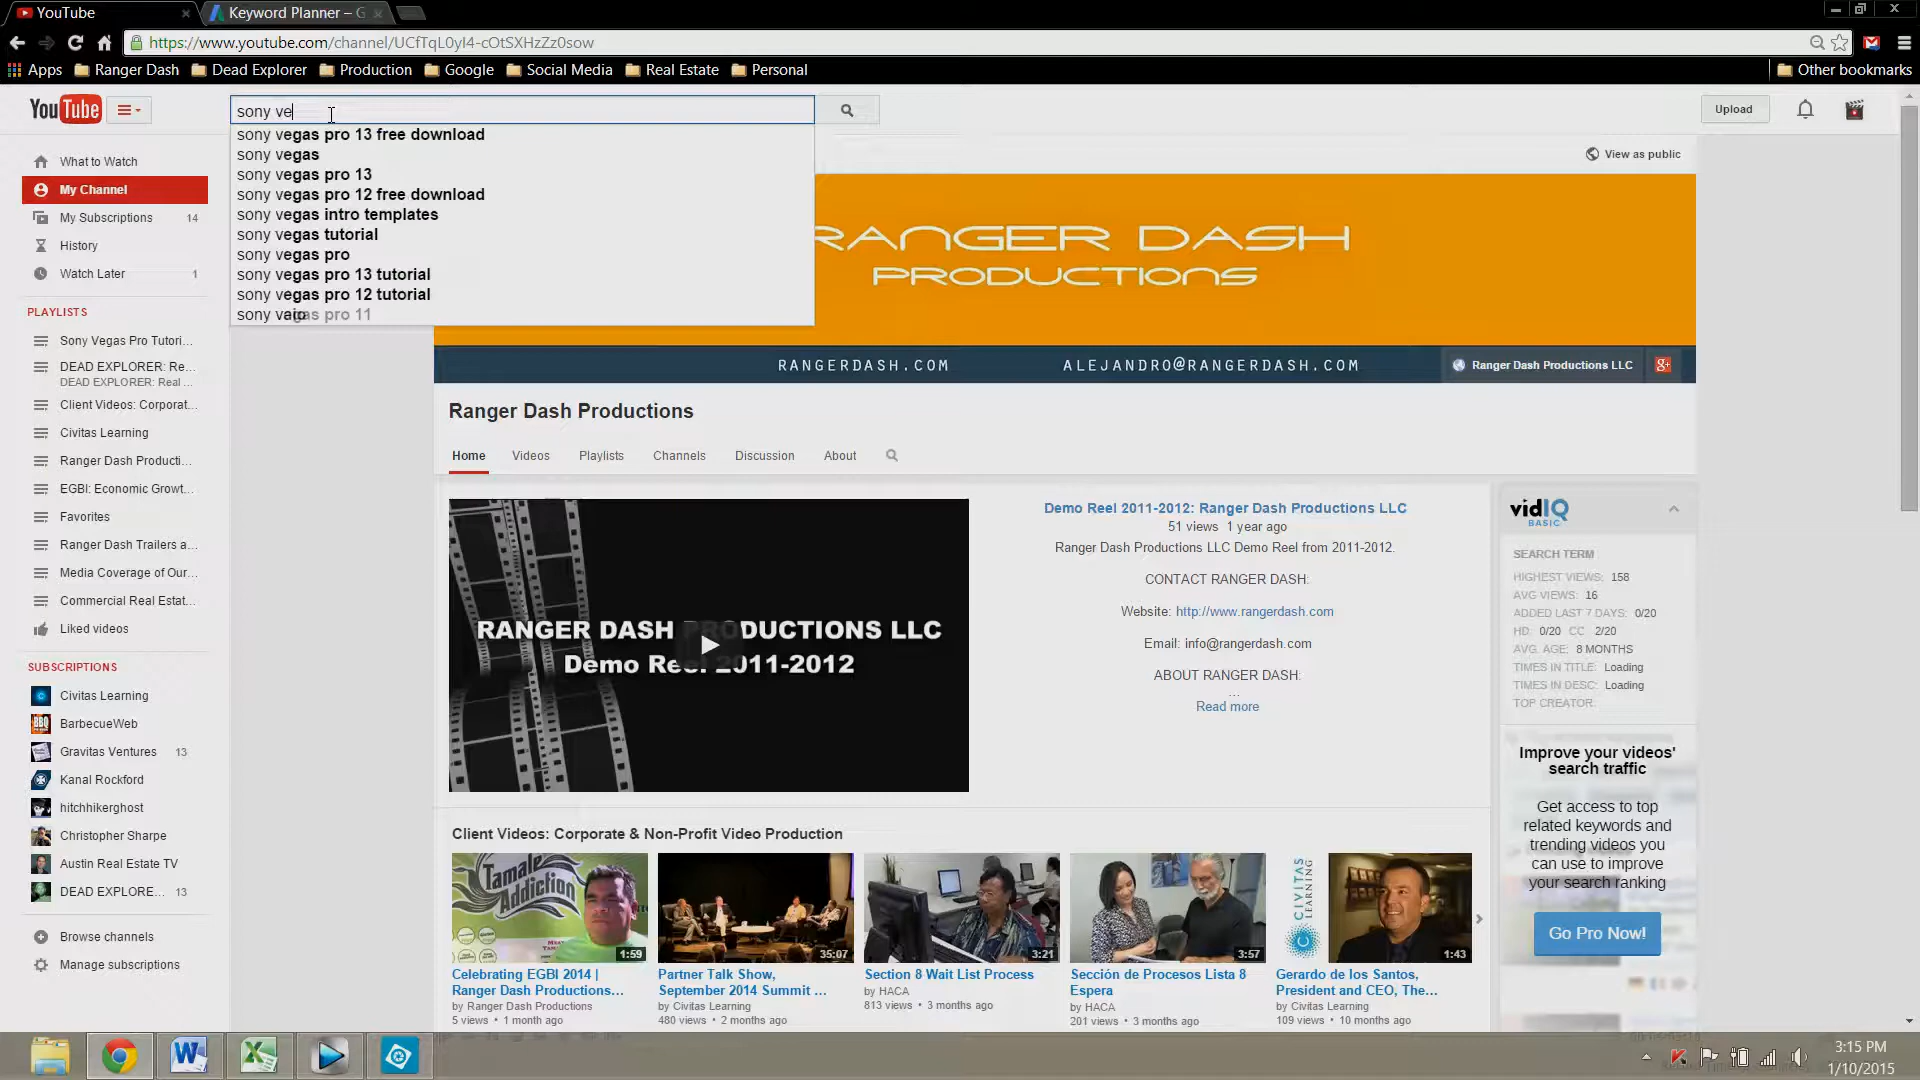 YouTube
Keyword Planner – G
https://www.youtube.com/channel/UCfTqL0yI4-cOtSXHzZz0sow
Apps
Ranger Dash
Dead Explorer
Production
Google
Social Media
Real Estate
Personal
Other bookmarks
YouTube
sony ve
Upload
sony vegas pro 13 free download
sony vegas
sony vegas pro 13
sony vegas pro 12 free download
sony vegas intro templates
sony vegas tutorial
sony vegas pro
sony vegas pro 13 tutorial
sony vegas pro 12 tutorial
View as public
What to Watch
My Channel
My Subscriptions 14
History
Watch Later 1
PLAYLISTS
Sony Vegas Pro Tutori...
DEAD EXPLORER: Re...
DEAD EXPLORER: Real ...
Client Videos: Corporat...
Civitas Learning
Ranger Dash Producti...
EGBI: Economic Growt...
Favorites
Ranger Dash Trailers a...
Media Coverage of Our...
Commercial Real Estat...
Liked videos
SUBSCRIPTIONS
Civitas Learning
BarbecueWeb
Gravitas Ventures 13
Kanal Rockford
hitchhikerghost
Christopher Sharpe
Austin Real Estate TV
DEAD EXPLORE... 13
Browse channels
Manage subscriptions
RANGER DASH
PRODUCTIONS
RANGERDASH.COM
ALEJANDRO@RANGERDASH.COM
Ranger Dash Productions LLC
g+
Ranger Dash Productions
Home
Videos
Playlists
Channels
Discussion
About
RANGER DASH PRODUCTIONS LLC
Demo Reel 2011-2012
Demo Reel 2011-2012: Ranger Dash Productions LLC
51 views 1 year ago
Ranger Dash Productions LLC Demo Reel from 2011-2012.
CONTACT RANGER DASH:
Website: http://www.rangerdash.com
Email: info@rangerdash.com
ABOUT RANGER DASH:
...
Read more
vidIQ
BASIC
SEARCH TERM
HIGHEST VIEWS: 158
AVG VIEWS: 16
ADDED LAST 7 DAYS: 0/20
HD: 0/20 CC: 2/20
AVG. AGE: 8 MONTHS
TIMES IN TITLE: Loading
TIMES IN DESC: Loading
TOP CREATOR:
Improve your videos'
search traffic
Get access to top
related keywords and
trending videos you
can use to improve
your search ranking
Go Pro Now!
Client Videos: Corporate & Non-Profit Video Production
Tamale
Addiction
1:59
35:07
3:21
3:57
CIVITAS
LEARNING
1:43
Celebrating EGBI 2014 |
Ranger Dash Productions...
by Ranger Dash Productions
5 views • 1 month ago
Partner Talk Show,
September 2014 Summit ...
by Civitas Learning
480 views • 2 months ago
Section 8 Wait List Process
by HACA
813 views • 3 months ago
Sección de Procesos Lista 8
Espera
by HACA
201 views • 3 months ago
Gerardo de los Santos,
President and CEO, The...
by Civitas Learning
109 views • 10 months ago
3:15 PM
1/10/2015